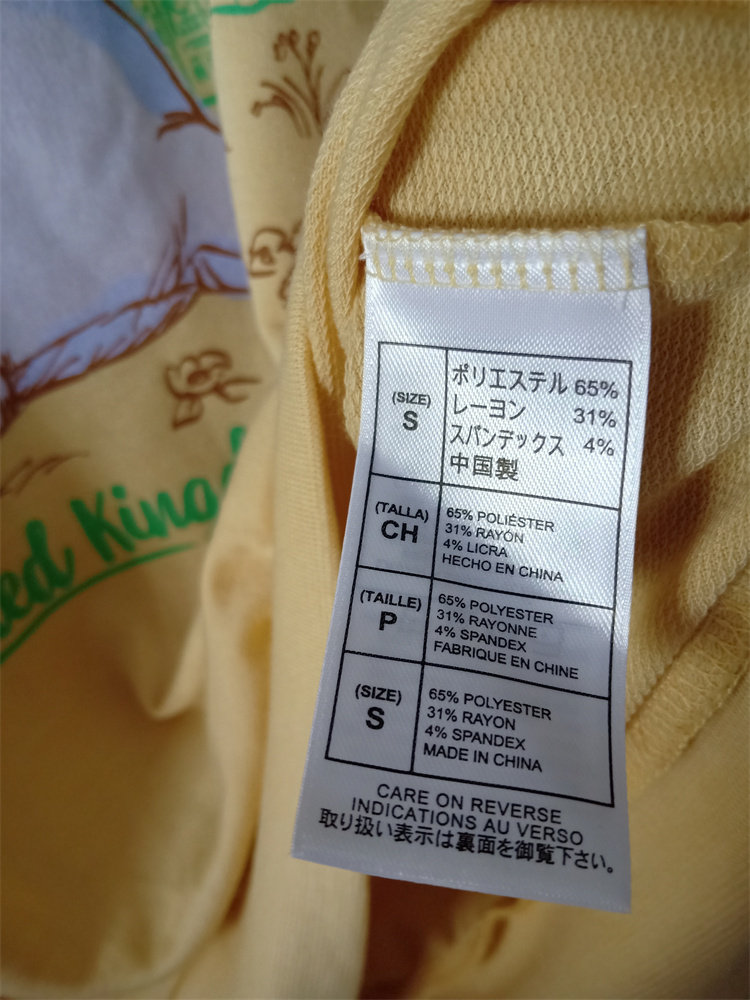 (SIZE)
S
ポリエステル 65%
レーヨン 31%
スパンデックス 4%
中国製
(TALLA)
CH
65% POLIÉSTER
31% RAYÓN
4% LICRA
HECHO EN CHINA
(TAILLE)
P
65% POLYESTER
31% RAYONNE
4% SPANDEX
FABRIQUE EN CHINE
(SIZE)
S
65% POLYESTER
31% RAYON
4% SPANDEX
MADE IN CHINA
CARE ON REVERSE
INDICATIONS AU VERSO
取り扱い表示は裏面を御覧下さい。